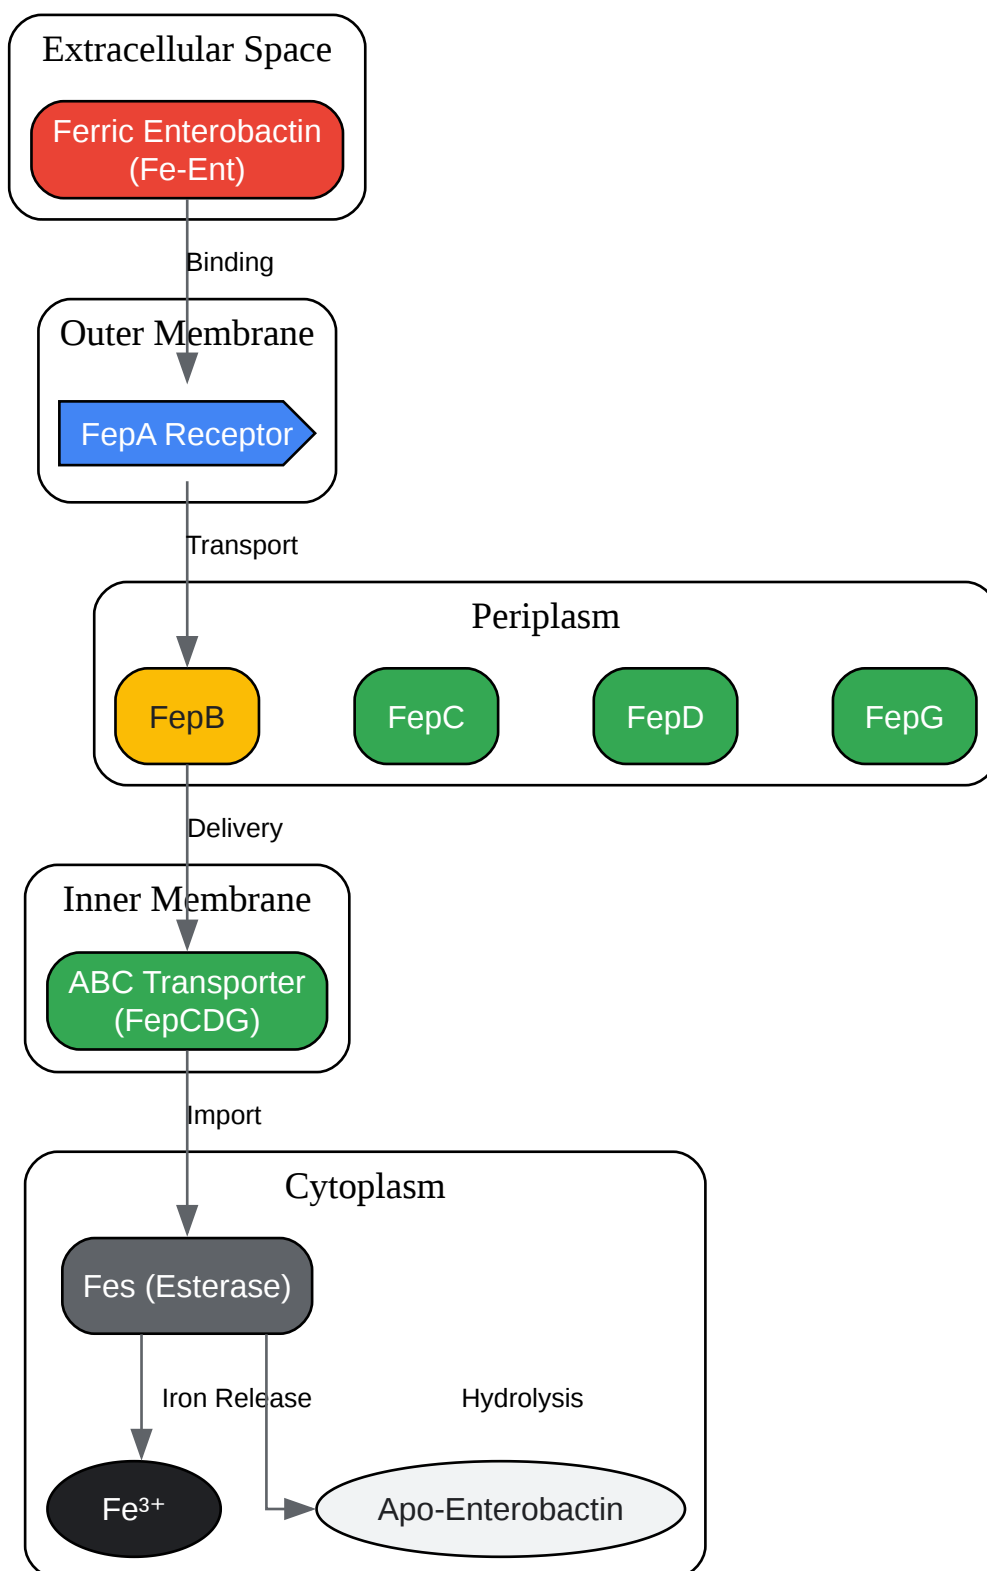 Extracellular Space
Ferric Enterobactin
(Fe-Ent)
Binding
Outer Membrane
FepA Receptor
Transport
Periplasm
FepB
FepC
FepD
FepG
Delivery
Inner Membrane
ABC Transporter
(FepCDG)
Import
Cytoplasm
Fes (Esterase)
Iron Release
Hydrolysis
Fe³⁺
Apo-Enterobactin